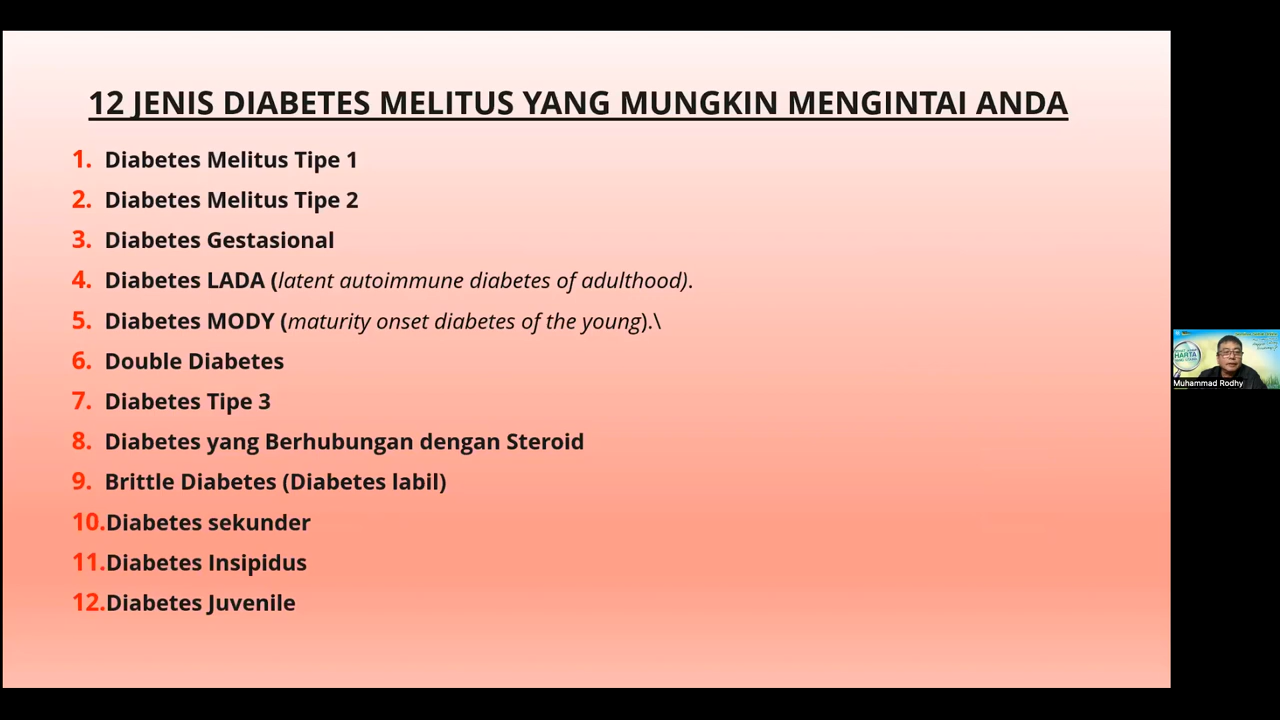 12 JENIS DIABETES MELITUS YANG MUNGKIN MENGINTAI ANDA
1. Diabetes Melitus Tipe 1
2. Diabetes Melitus Tipe 2
3. Diabetes Gestasional
4. Diabetes LADA (latent autoimmune diabetes of adulthood).
5. Diabetes MODY (maturity onset diabetes of the young).\
6. Double Diabetes
7. Diabetes Tipe 3
8. Diabetes yang Berhubungan dengan Steroid
9. Brittle Diabetes (Diabetes labil)
10.Diabetes sekunder
11.Diabetes Insipidus
12.Diabetes Juvenile
HARTA
Muhammad Rodhy